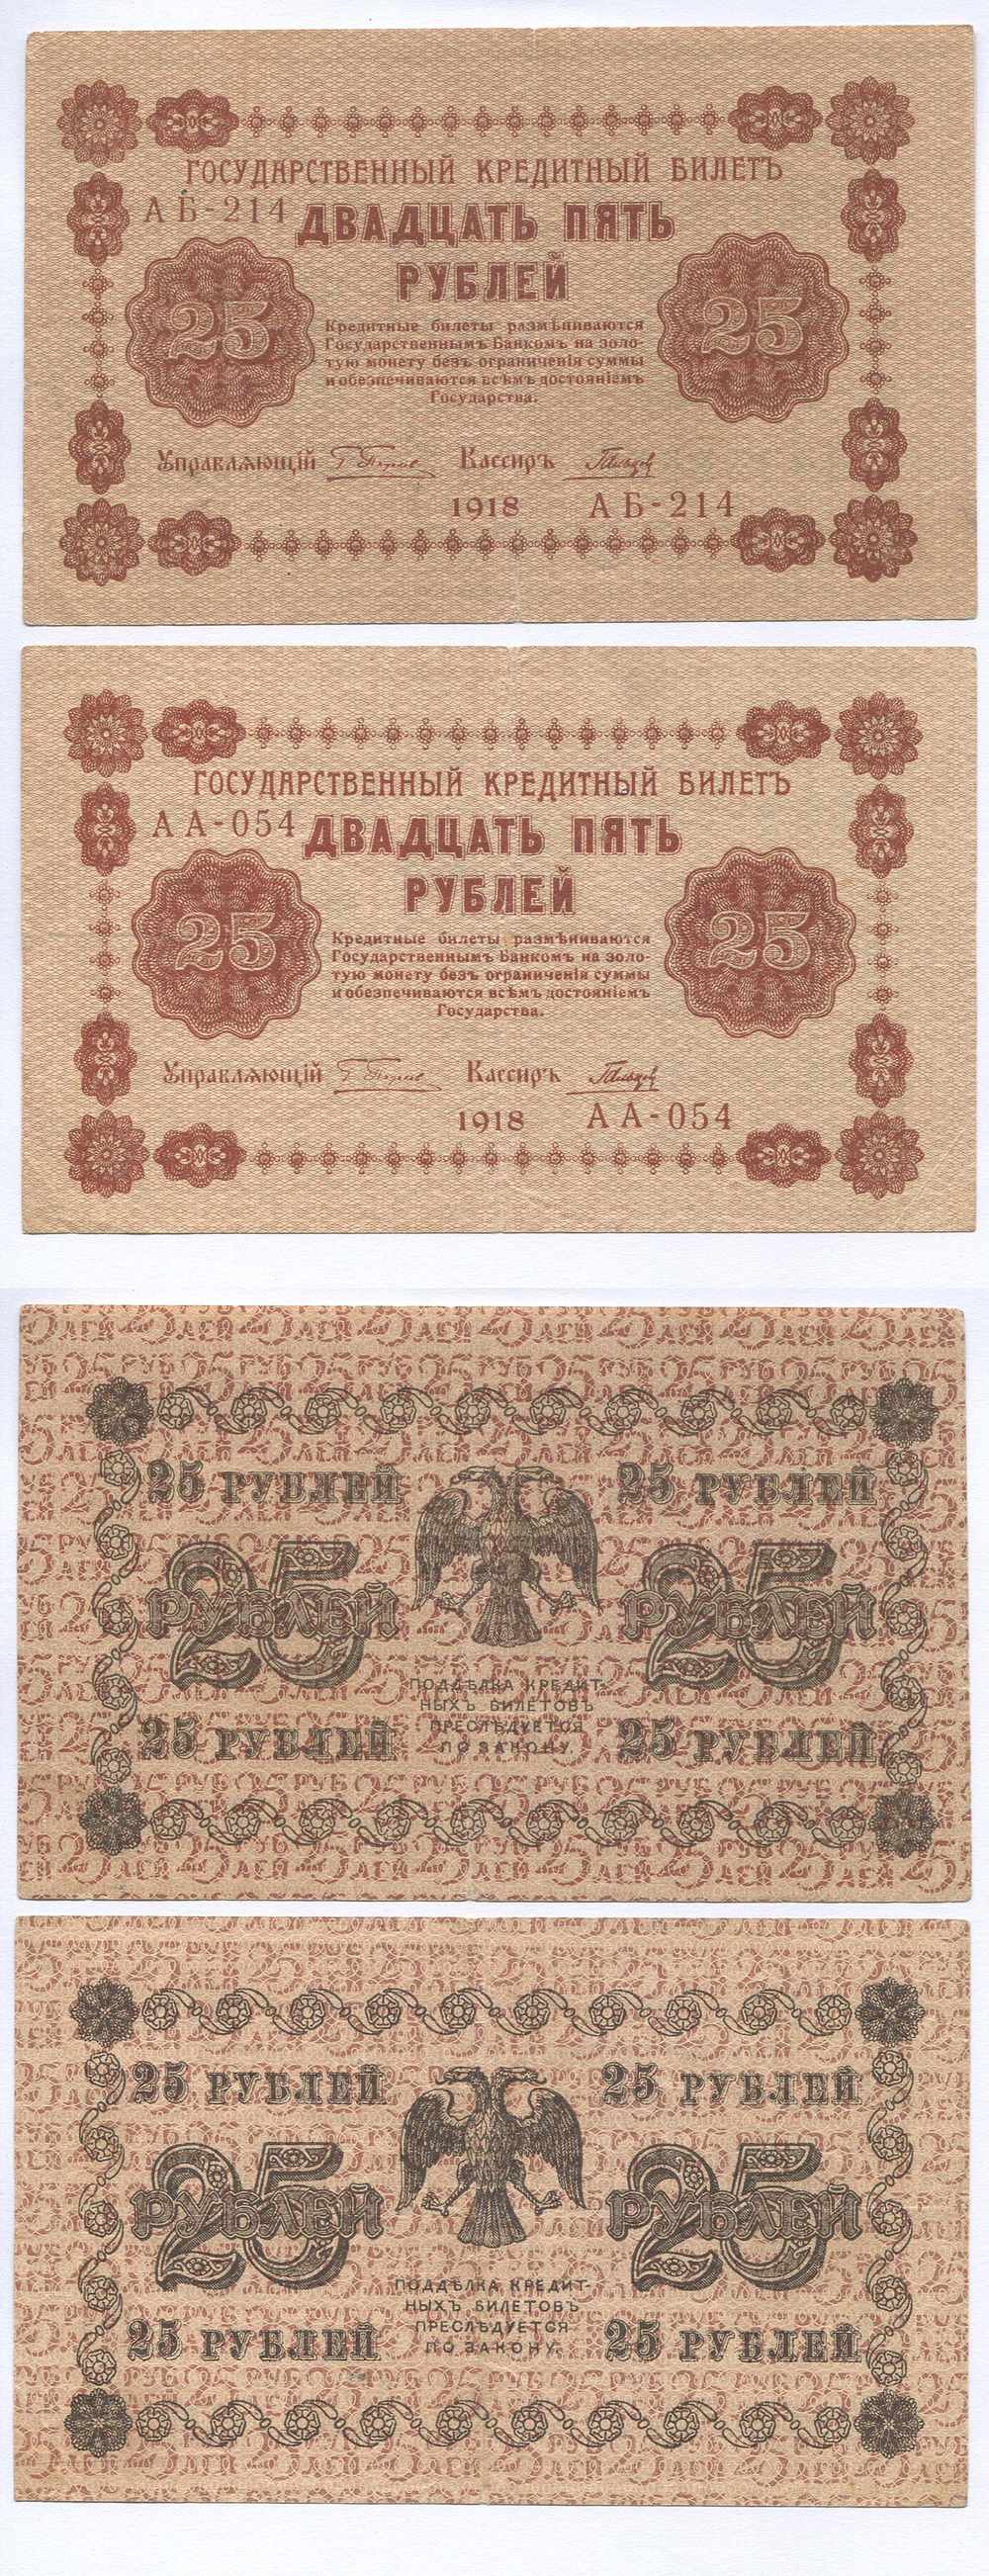 ГОСУДАРСТВЕННЫЙ КРЕДИТНЫЙ БИЛЕТЪ
АБ-214
ДВАДЦАТЬ ПЯТЬ
РУБЛЕЙ
25
25
Кредитные билеты размѣниваются
Государственнымъ Банкомъ на золо-
тую монету безъ ограниченія суммы
и обезпечиваются всѣмъ достояніемъ
Государства.
Управляющій Кассиръ
1918 АБ-214
ГОСУДАРСТВЕННЫЙ КРЕДИТНЫЙ БИЛЕТЪ
АА-054
ДВАДЦАТЬ ПЯТЬ
РУБЛЕЙ
25
25
Кредитные билеты размѣниваются
Государственнымъ Банкомъ на золо-
тую монету безъ ограниченія суммы
и обезпечиваются всѣмъ достояніемъ
Государства.
Управляющій Кассиръ
1918 АА-054
25 РУБЛЕЙ 25 РУБЛЕЙ
25 РУБЛЕЙ 25 РУБЛЕЙ
ПОДДѢЛКА КРЕДИТ-
НЫХЪ БИЛЕТОВЪ
ПРЕСЛѢДУЕТСЯ
ПО ЗАКОНУ.
25 РУБЛЕЙ 25 РУБЛЕЙ
25 РУБЛЕЙ 25 РУБЛЕЙ
25 РУБЛЕЙ 25 РУБЛЕЙ
ПОДДѢЛКА КРЕДИТ-
НЫХЪ БИЛЕТОВЪ
ПРЕСЛѢДУЕТСЯ
ПО ЗАКОНУ.
25 РУБЛЕЙ 25 РУБЛЕЙ